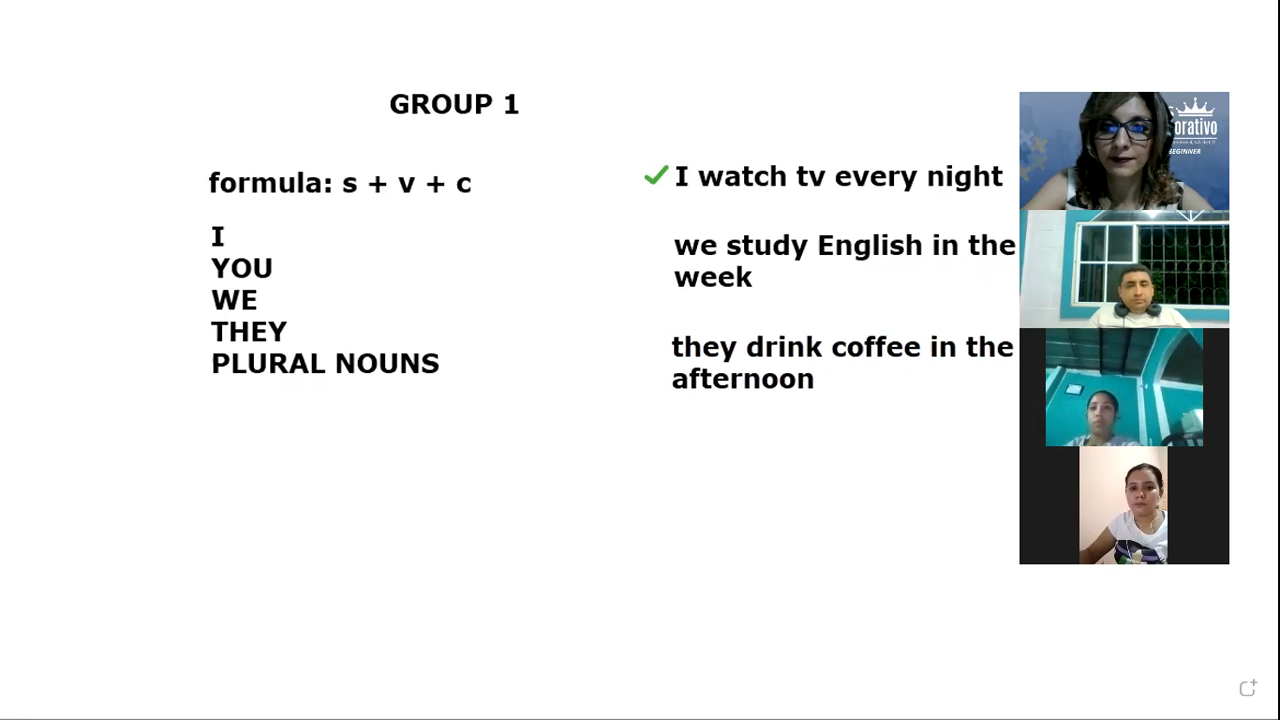 GROUP 1
formula: s + v + c
I
YOU
WE
THEY
PLURAL NOUNS
I watch tv every night
we study English in the
week
they drink coffee in the
afternoon
orativo
BEGINNER